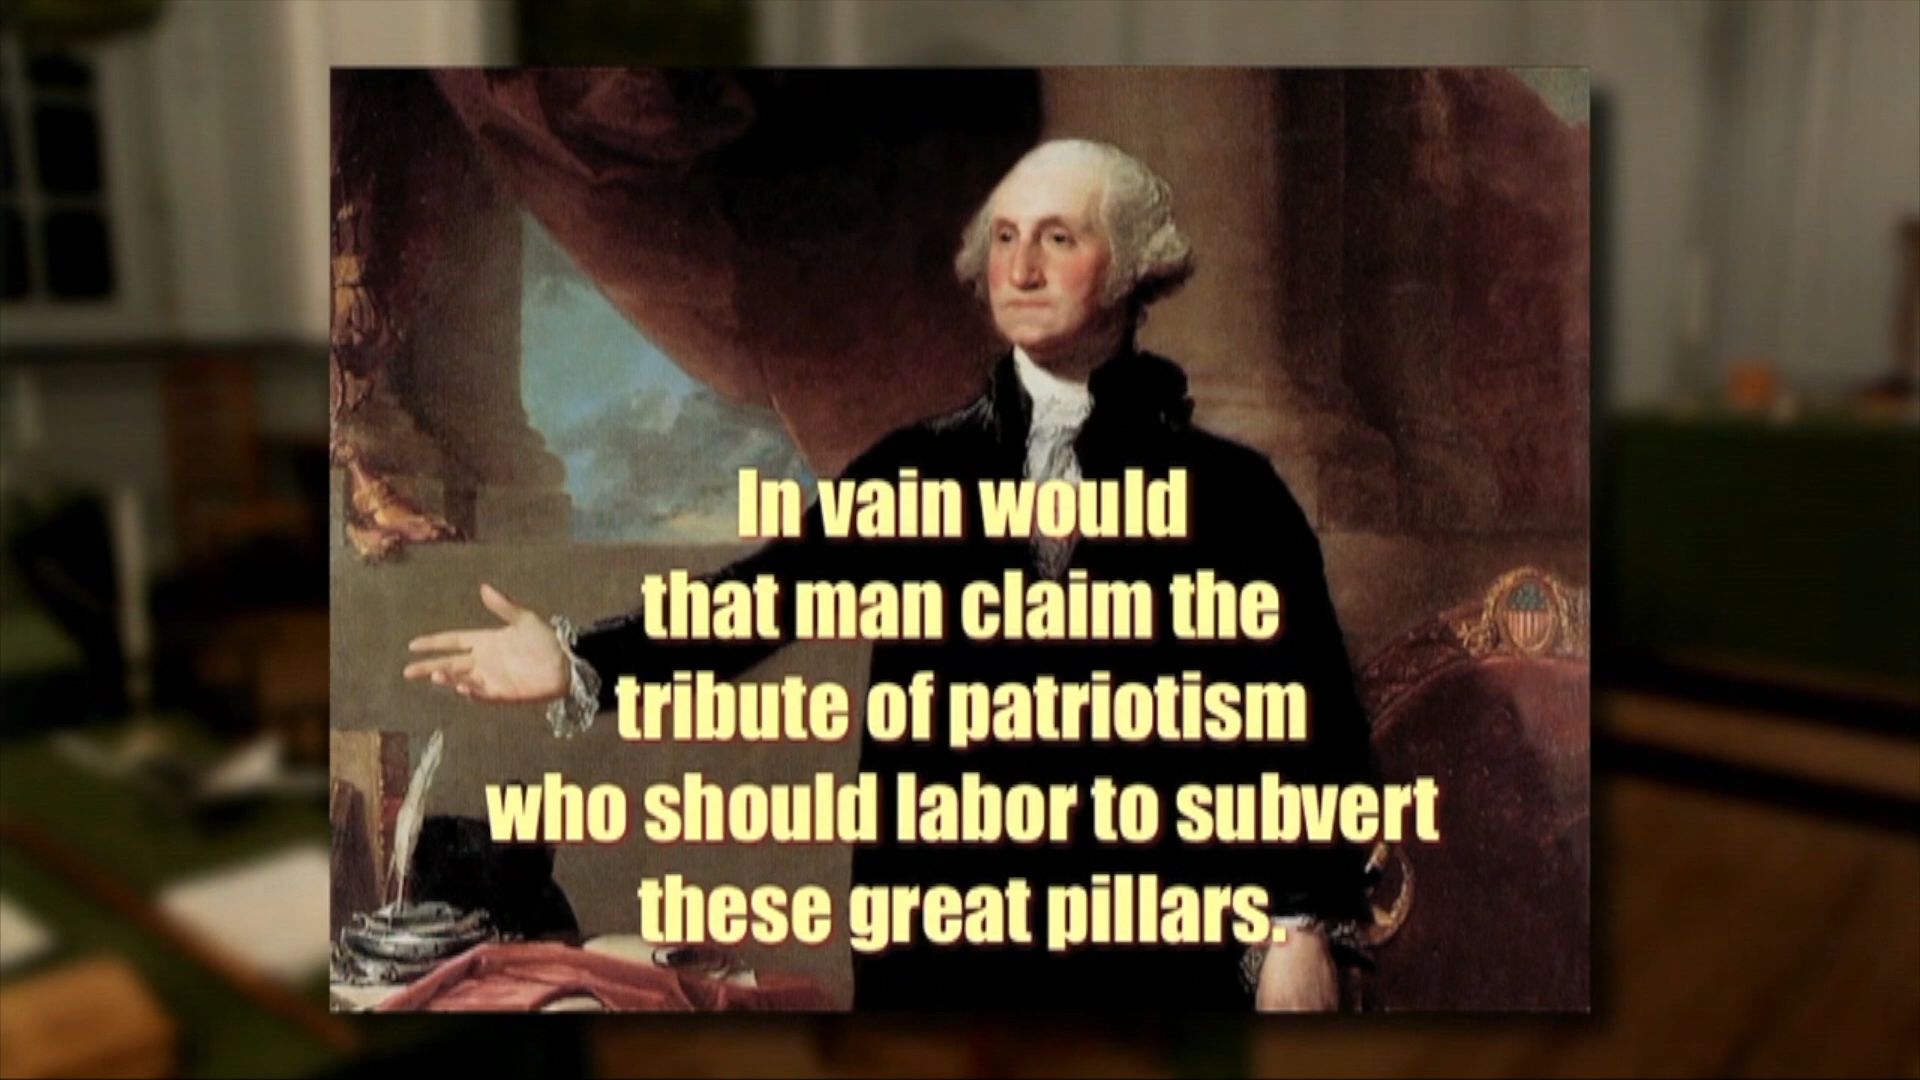 In vain would
that man claim the
tribute of patriotism
who should labor to subvert
these great pillars.